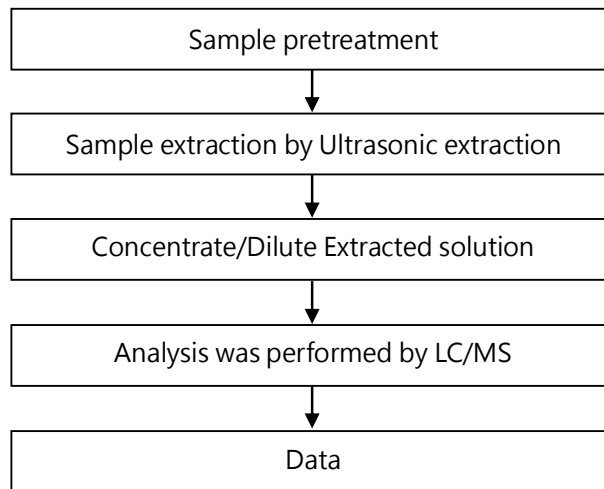 Sample pretreatment
Sample extraction by Ultrasonic extraction
Concentrate/Dilute Extracted solution
Analysis was performed by LC/MS
Data